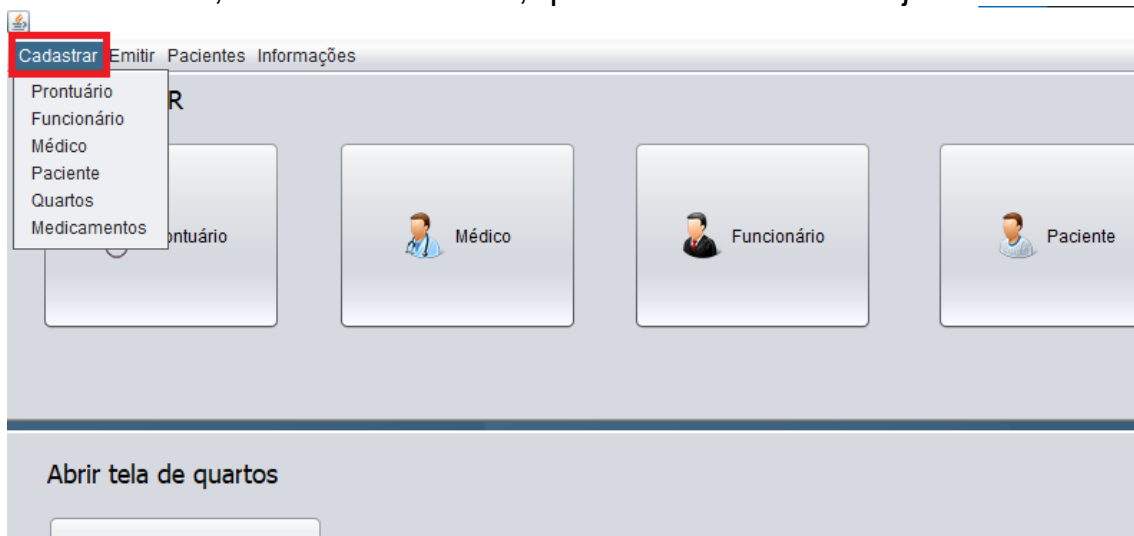 Cadastrar Emitir Pacientes Informações
Prontuário
Funcionário
Médico
Paciente
Quartos
Medicamentos
R
ontuário
Médico
Funcionário
Paciente
Abrir tela de quartos